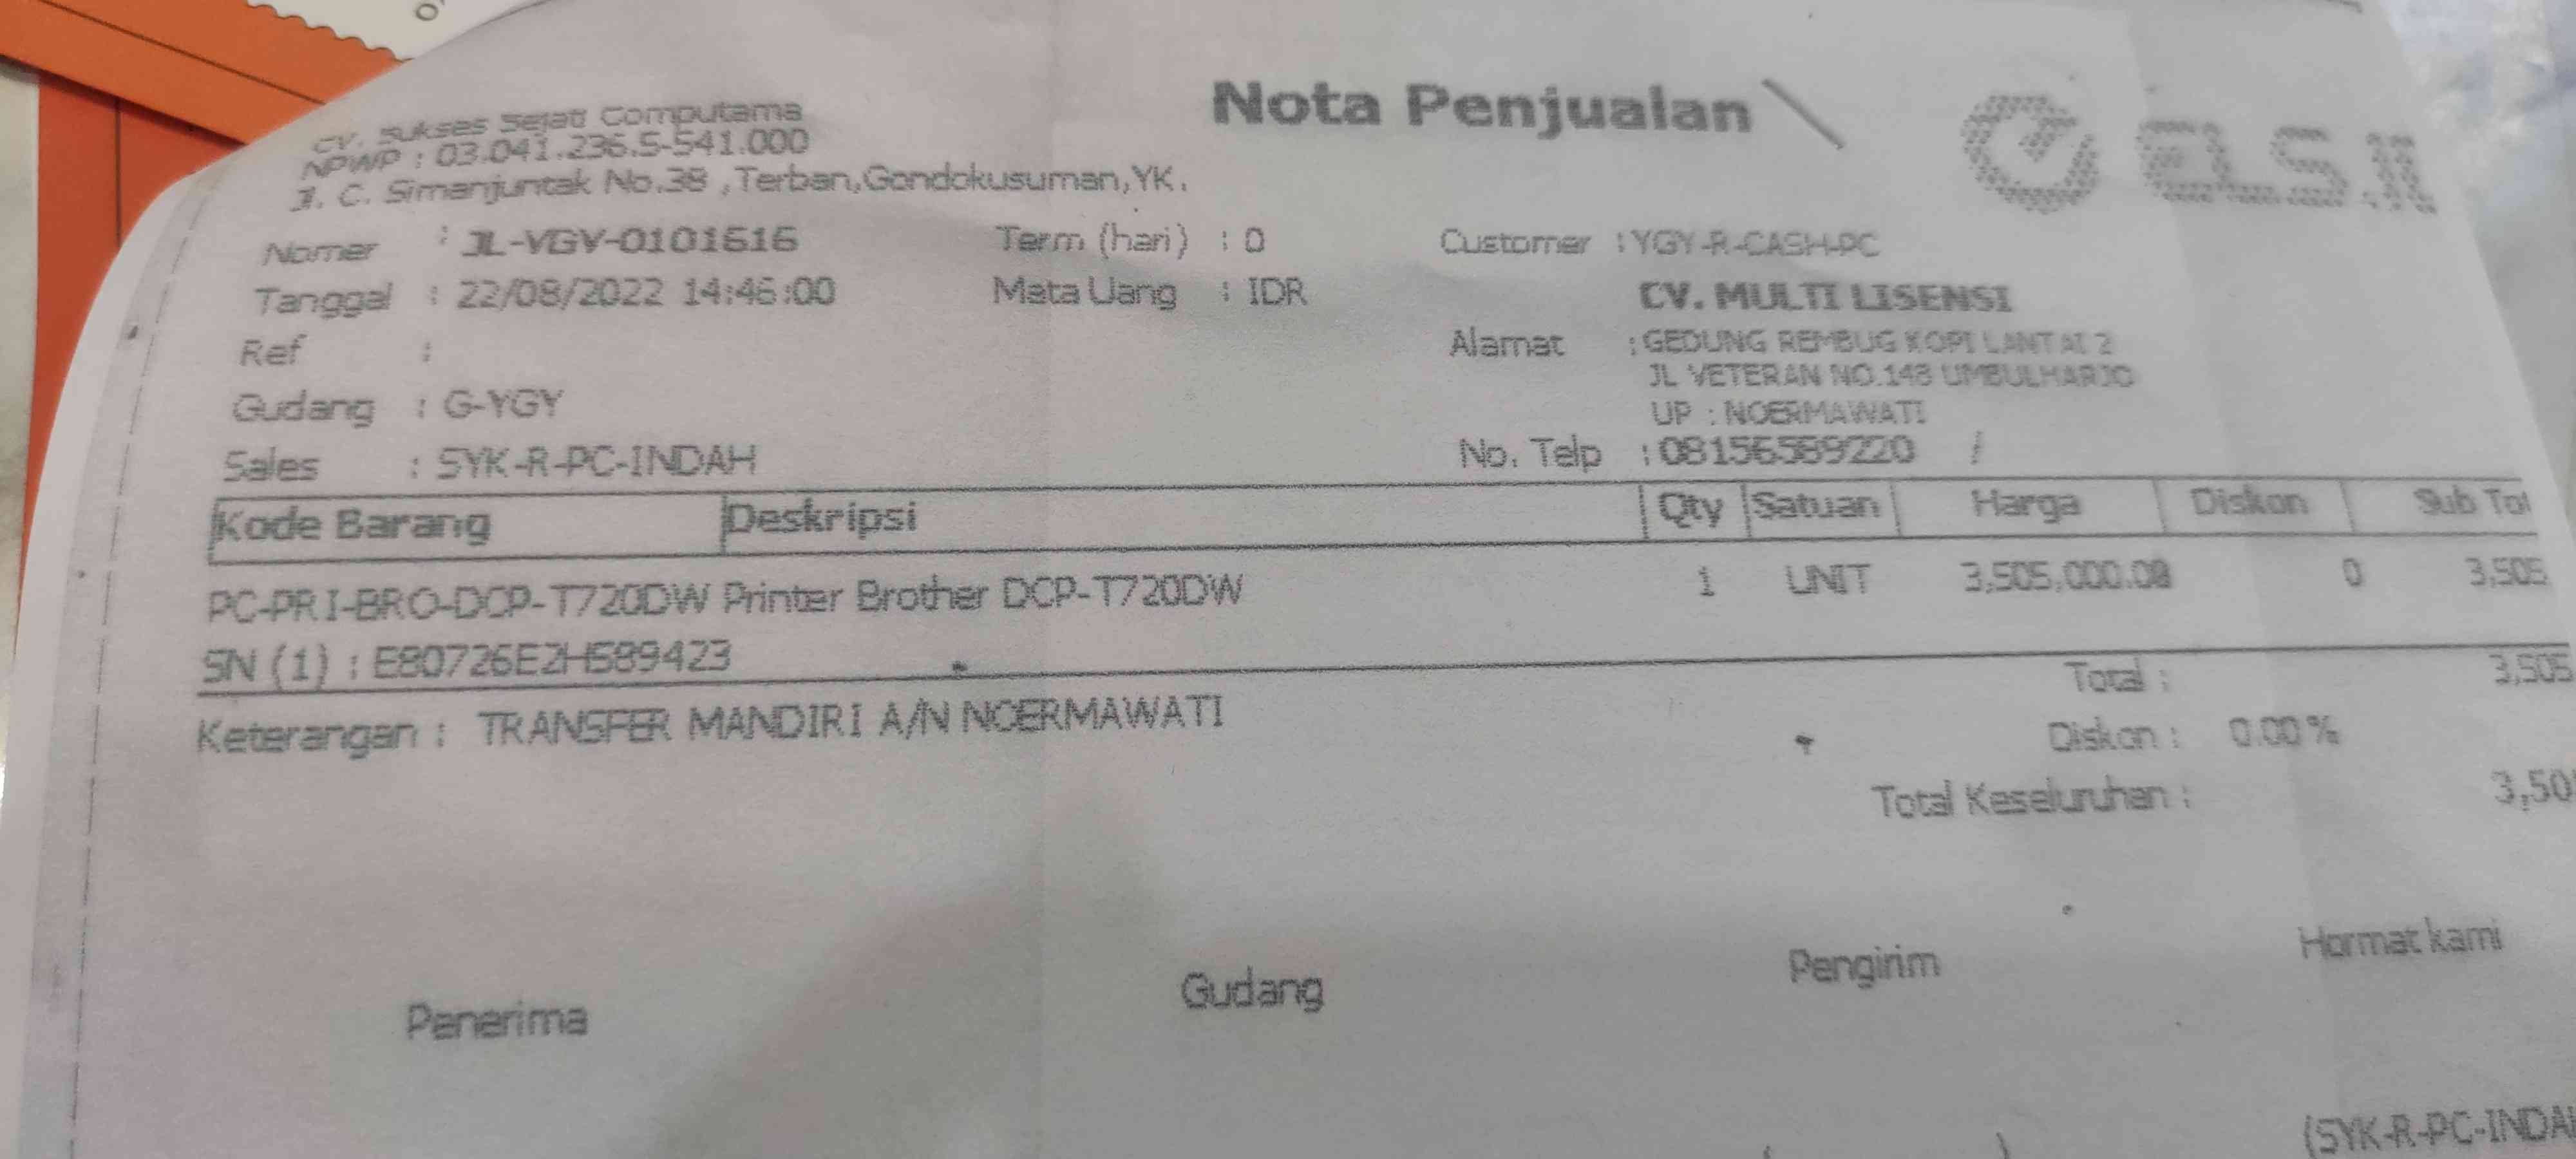 Nota Penjualan
CV. Sukses Sejati Computama
NPWP : 03.041.236.5-541.000
Jl. C. Simanjuntak No.38 ,Terban,Gondokusuman,YK.
Nomer : JL-VGV-0101616 Term (hari) : 0 Customer : YGY-R-CASH-PC
Tanggal : 22/08/2022 14:46:00 Mata Uang : IDR CV. MULTI LISENSI
Ref : Alamat : GEDUNG REMBUG KOPI LANTAI 2
JL VETERAN NO.148 UMBULHARJO
Gudang : G-YGY UP : NOERMAWATI
Sales : SYK-R-PC-INDAH No. Telp : 08156589220 /
Kode Barang Deskripsi Qty Satuan Harga Diskon Sub Tot
PC-PRI-BRO-DCP-T720DW Printer Brother DCP-T720DW 1 UNIT 3,505,000.00 0 3,505
SN (1) : E80726E2H589423
Total : 3,505
Keterangan : TRANSFER MANDIRI A/N NOERMAWATI
Diskon : 0.00 %
Total Keseluruhan : 3,50
Penerima Gudang Pengirim Hormat kami
(SYK-R-PC-INDAH